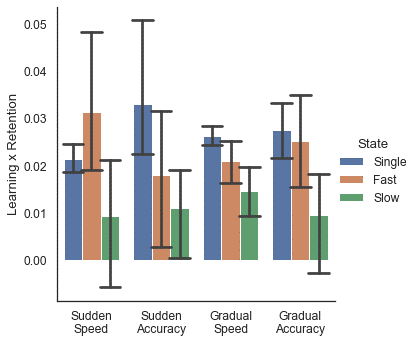 Learning x Retention
0.05
0.04
0.03
0.02
0.01
0.00
Sudden
Speed
Sudden
Accuracy
Gradual
Speed
Gradual
Accuracy
State
Single
Fast
Slow